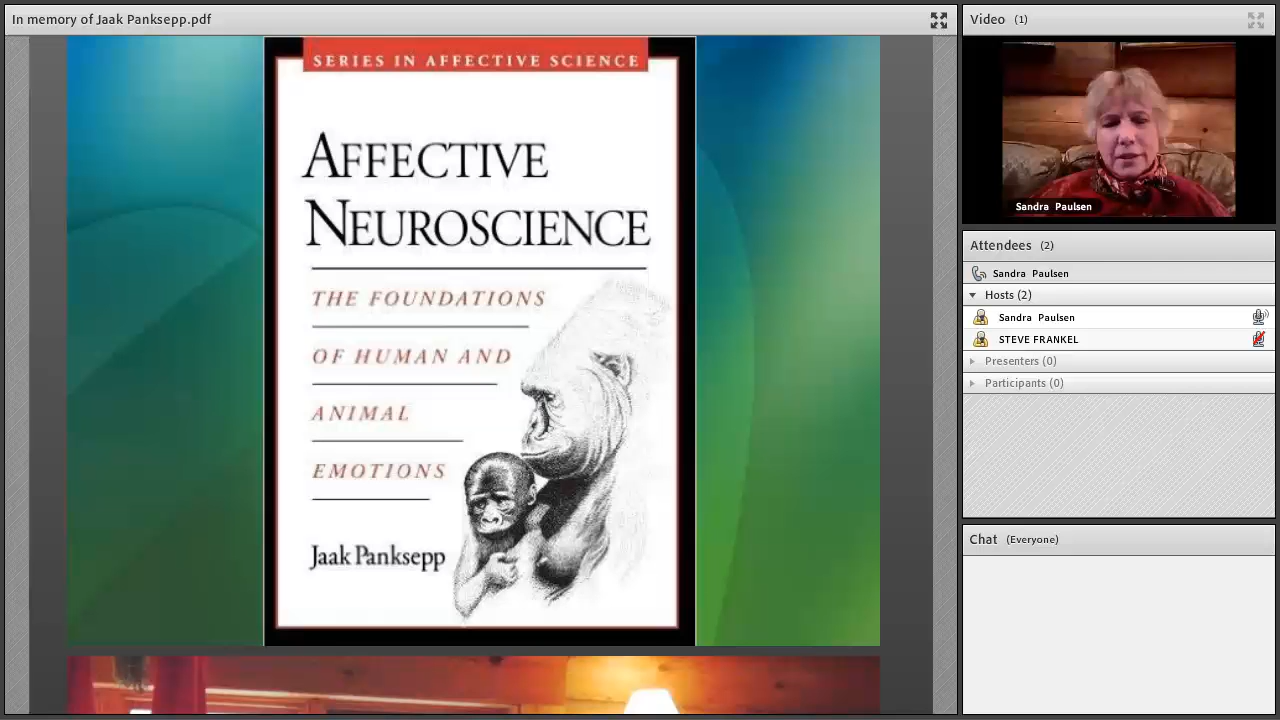 In memory of Jaak Panksepp.pdf
SERIES IN AFFECTIVE SCIENCE
AFFECTIVE
NEUROSCIENCE
THE FOUNDATIONS
OF HUMAN AND
ANIMAL
EMOTIONS
Jaak Panksepp
Video (1)
Sandra Paulsen
Attendees (2)
Sandra Paulsen
Hosts (2)
Sandra Paulsen
STEVE FRANKEL
Presenters (0)
Participants (0)
Chat (Everyone)